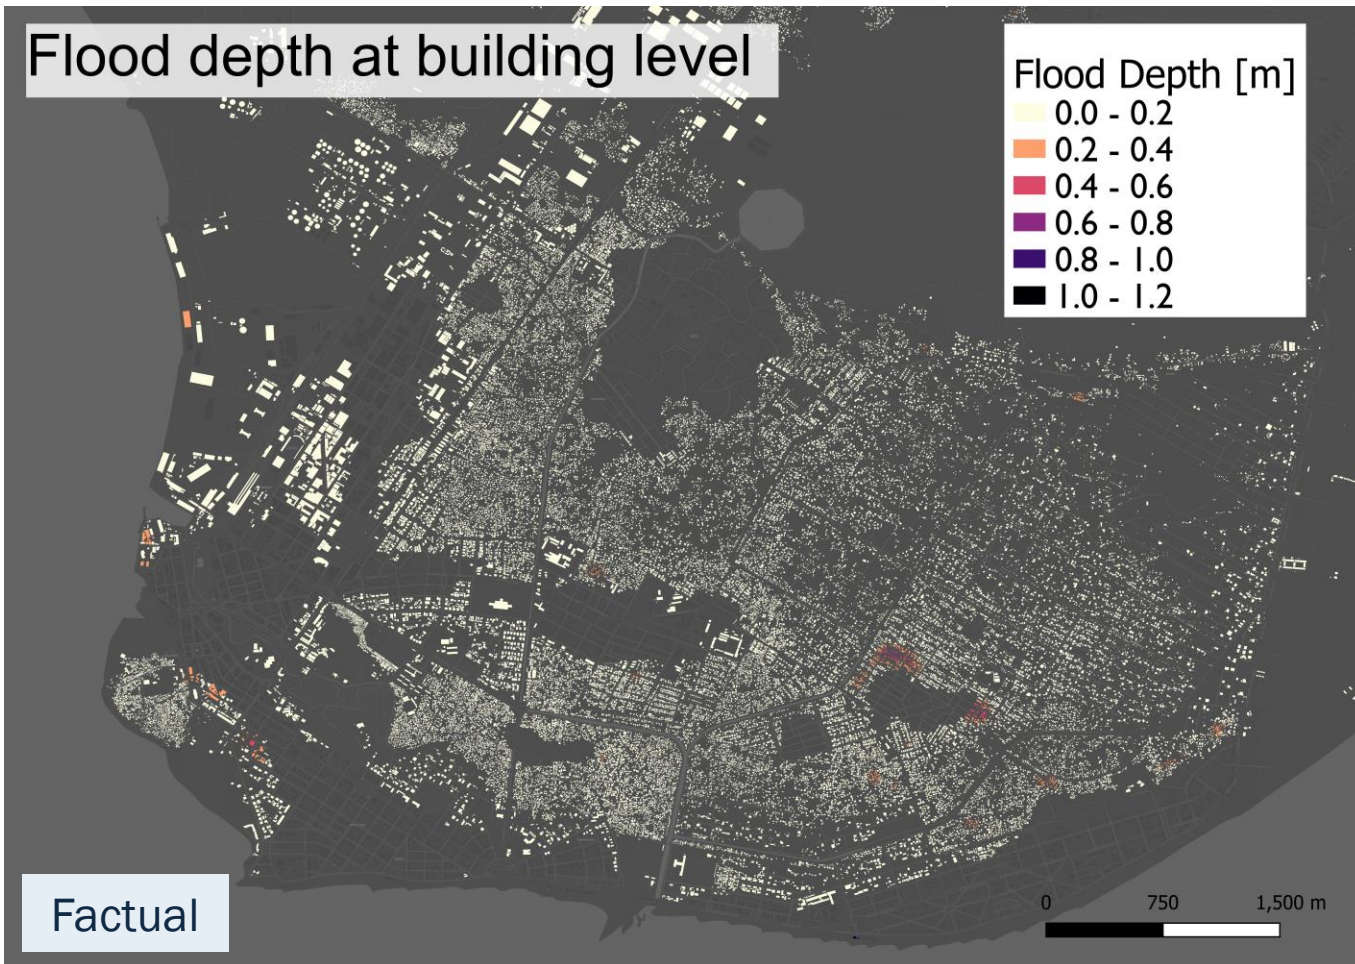 Flood depth at building level
Flood Depth [m]
0.0 - 0.2
0.2 - 0.4
0.4 - 0.6
0.6 - 0.8
0.8 - 1.0
1.0 - 1.2
Factual
0 750 1,500 m